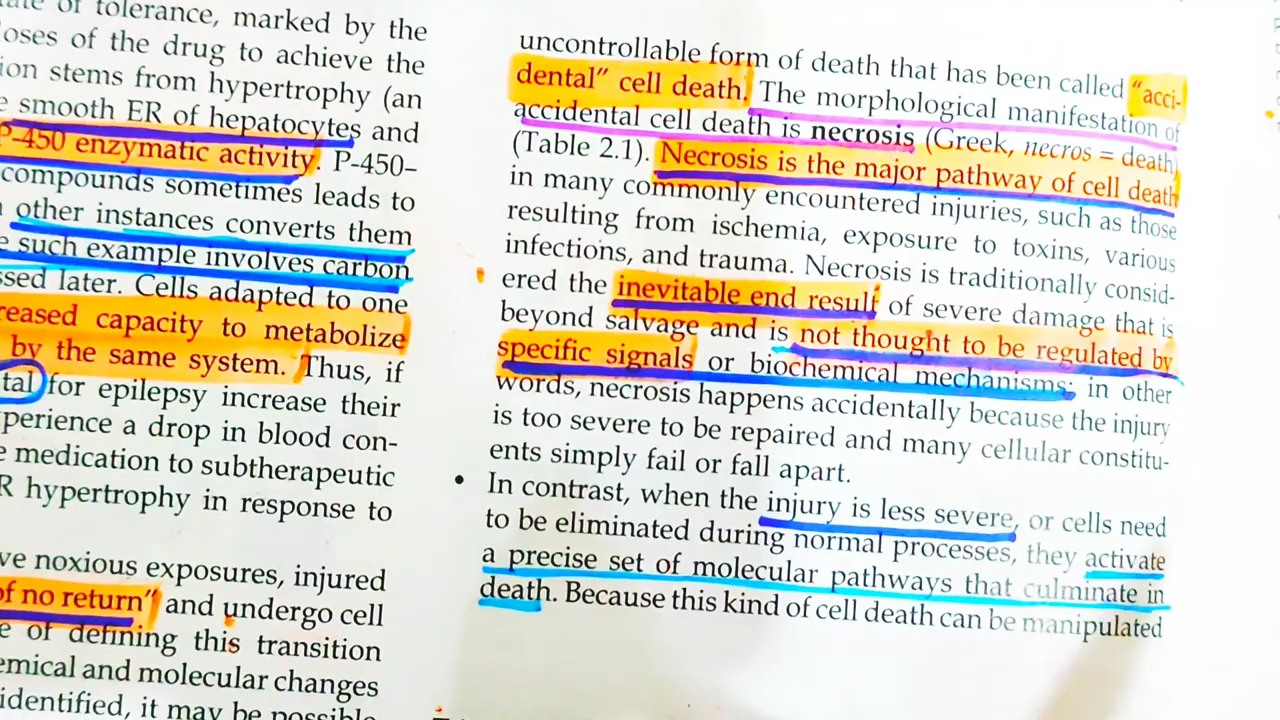 ate of tolerance, marked by the
loses of the drug to achieve the
ion stems from hypertrophy (an
e smooth ER of hepatocytes and
P-450 enzymatic activity. P-450–
compounds sometimes leads to
other instances converts them
e such example involves carbon
ssed later. Cells adapted to one
reased capacity to metabolize
by the same system. Thus, if
tal for epilepsy increase their
xperience a drop in blood con-
e medication to subtherapeutic
R hypertrophy in response to
ve noxious exposures, injured
of no return” and undergo cell
e of defining this transition
emical and molecular changes
identified, it may be possible
uncontrollable form of death that has been called “acci-
dental” cell death. The morphological manifestation of
accidental cell death is necrosis (Greek, necros = death)
(Table 2.1). Necrosis is the major pathway of cell death
in many commonly encountered injuries, such as those
resulting from ischemia, exposure to toxins, various
infections, and trauma. Necrosis is traditionally consid-
ered the inevitable end result of severe damage that is
beyond salvage and is not thought to be regulated by
specific signals or biochemical mechanisms; in other
words, necrosis happens accidentally because the injury
is too severe to be repaired and many cellular constitu-
ents simply fail or fall apart.
• In contrast, when the injury is less severe, or cells need
to be eliminated during normal processes, they activate
a precise set of molecular pathways that culminate in
death. Because this kind of cell death can be manipulated